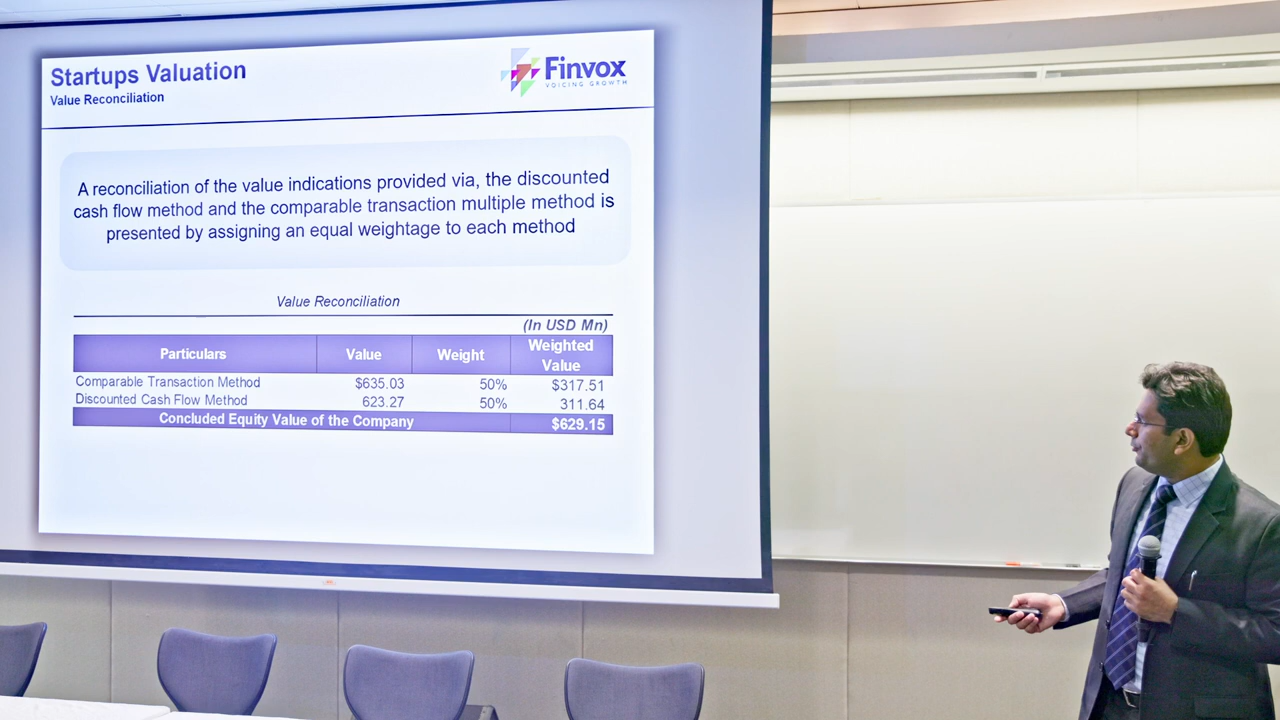 Startups Valuation
Value Reconciliation
Finvox
VOICING GROWTH
A reconciliation of the value indications provided via, the discounted
cash flow method and the comparable transaction multiple method is
presented by assigning an equal weightage to each method
Value Reconciliation
(In USD Mn)
Particulars Value Weight Weighted Value
Comparable Transaction Method $635.03 50% $317.51
Discounted Cash Flow Method 623.27 50% 311.64
Concluded Equity Value of the Company $629.15